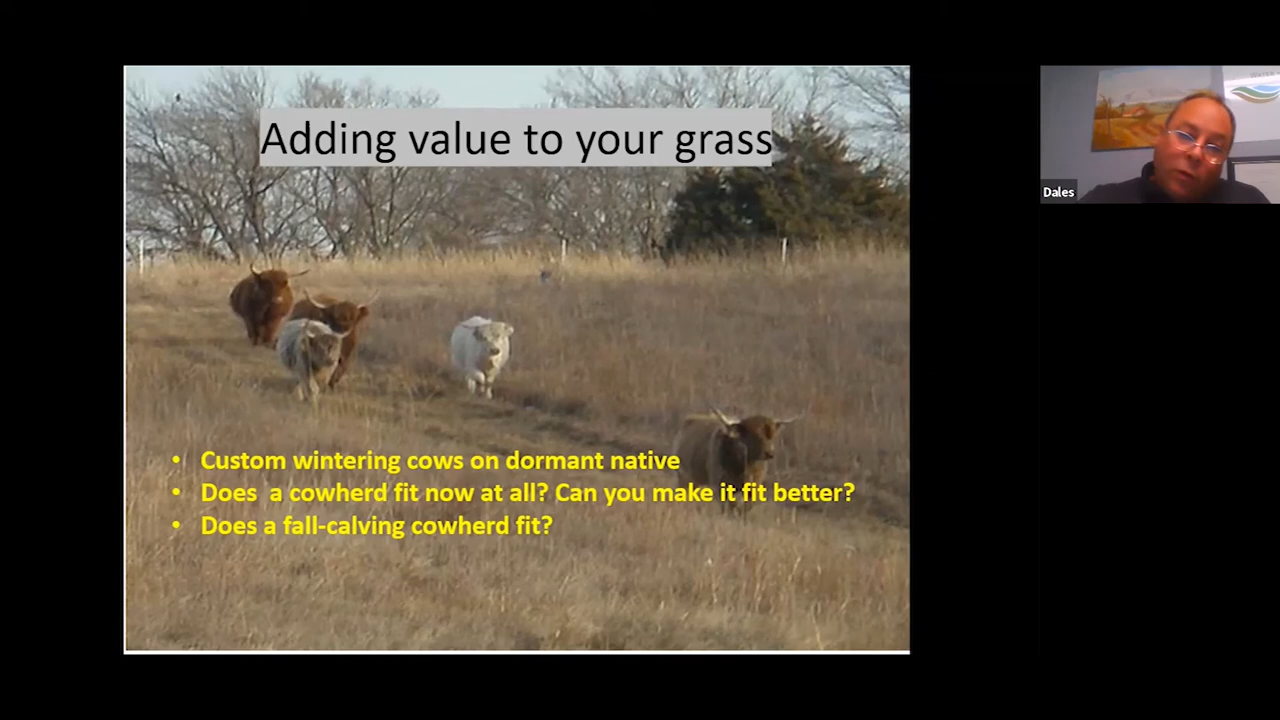 Adding value to your grass
• Custom wintering cows on dormant native
• Does  a cowherd fit now at all? Can you make it fit better?
• Does a fall-calving cowherd fit?
Dales